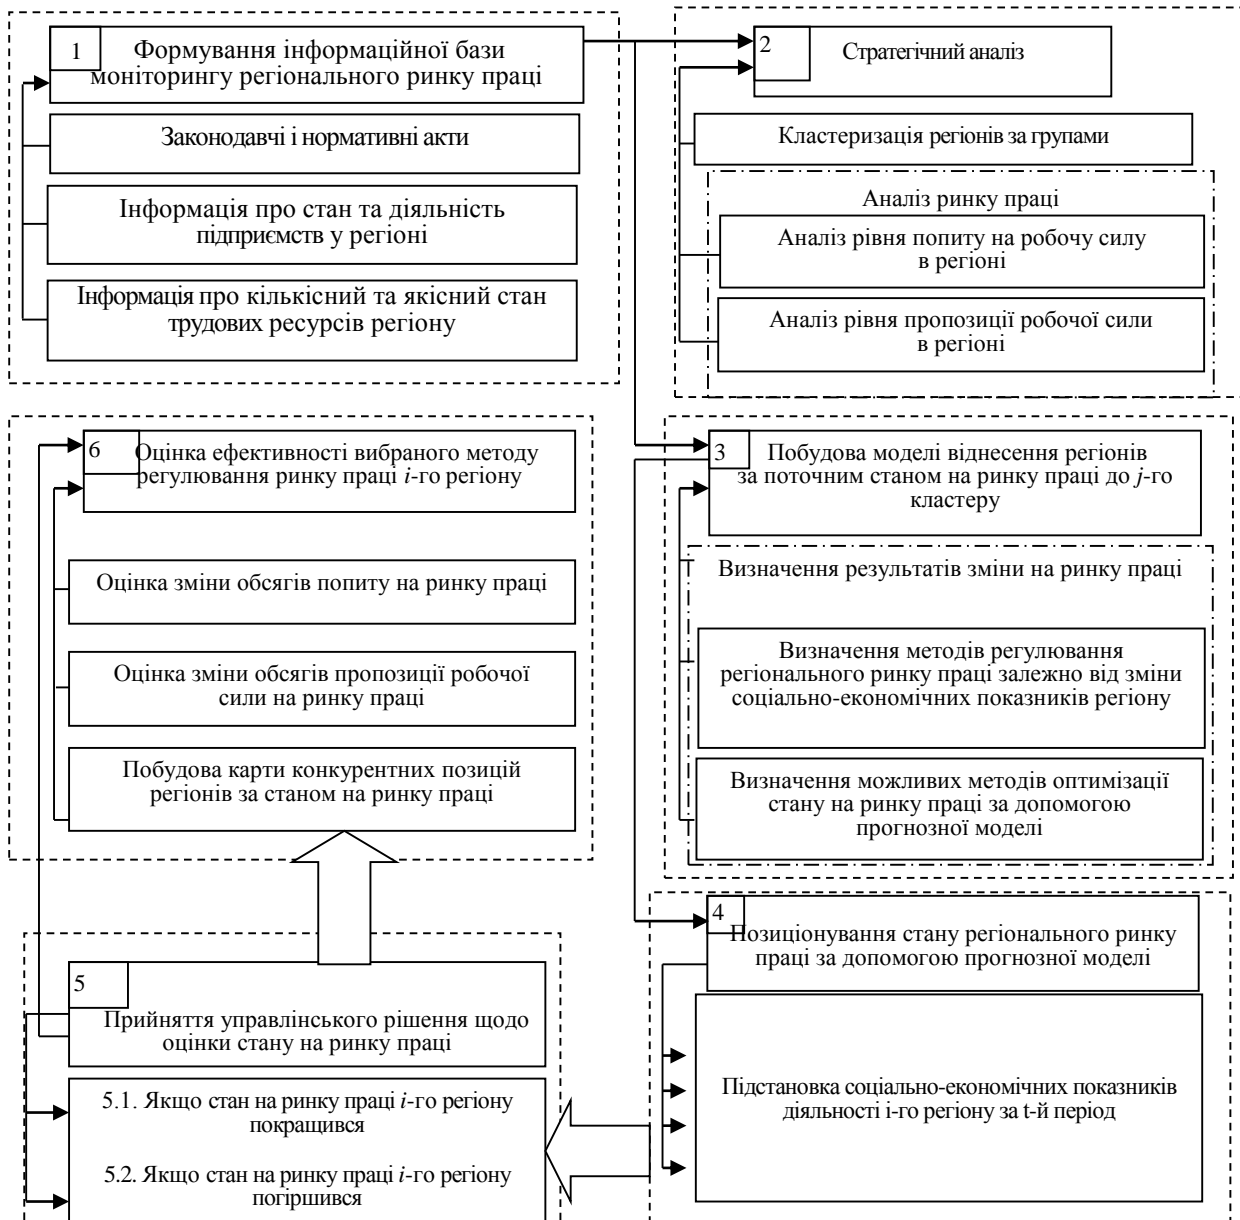 1
Формування інформаційної бази
моніторингу регіонального ринку праці
Законодавчі і нормативні акти
Інформація про стан та діяльність
підприємств у регіоні
Інформація про кількісний та якісний стан
трудових ресурсів регіону
2
Стратегічний аналіз
Кластеризація регіонів за групами
Аналіз ринку праці
Аналіз рівня попиту на робочу силу
в регіоні
Аналіз рівня пропозиції робочої сили
в регіоні
3
Побудова моделі віднесення регіонів
за поточним станом на ринку праці до j-го
кластеру
Визначення результатів зміни на ринку праці
Визначення методів регулювання
регіонального ринку праці залежно від зміни
соціально-економічних показників регіону
Визначення можливих методів оптимізації
стану на ринку праці за допомогою
прогнозної моделі
4
Позиціонування стану регіонального ринку
праці за допомогою прогнозної моделі
Підстановка соціально-економічних показників
діяльності і-го регіону за t-й період
5
Прийняття управлінського рішення щодо
оцінки стану на ринку праці
5.1. Якщо стан на ринку праці i-го регіону
покращився
5.2. Якщо стан на ринку праці i-го регіону
погіршився
6
Оцінка ефективності вибраного методу
регулювання ринку праці i-го регіону
Оцінка зміни обсягів попиту на ринку праці
Оцінка зміни обсягів пропозиції робочої
сили на ринку праці
Побудова карти конкурентних позицій
регіонів за станом на ринку праці